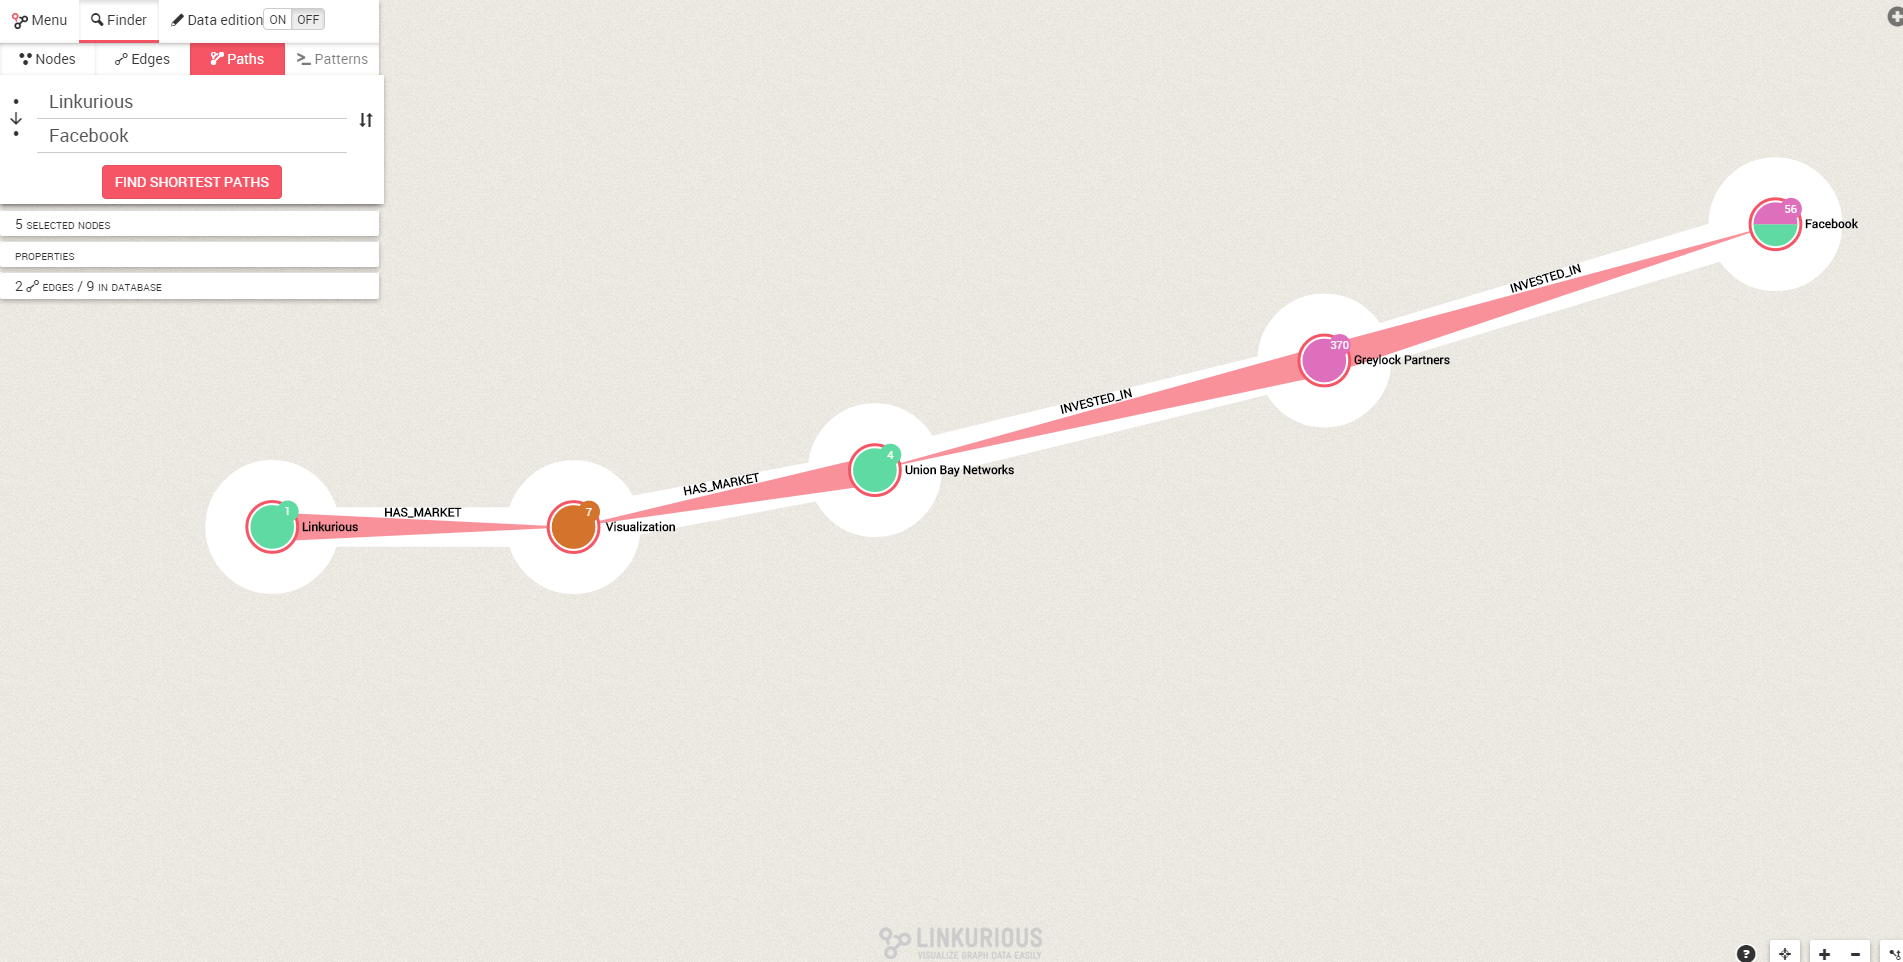 Menu
Finder
Data edition ON OFF
Nodes
Edges
Paths
Patterns
Linkurious
Facebook
FIND SHORTEST PATHS
5 SELECTED NODES
PROPERTIES
2 EDGES / 9 IN DATABASE
56
Facebook
INVESTED_IN
370
Greylock Partners
INVESTED_IN
4
Union Bay Networks
HAS_MARKET
7
Visualization
HAS_MARKET
1
Linkurious
LINKURIOUS
VISUALIZE GRAPH DATA EASILY
?